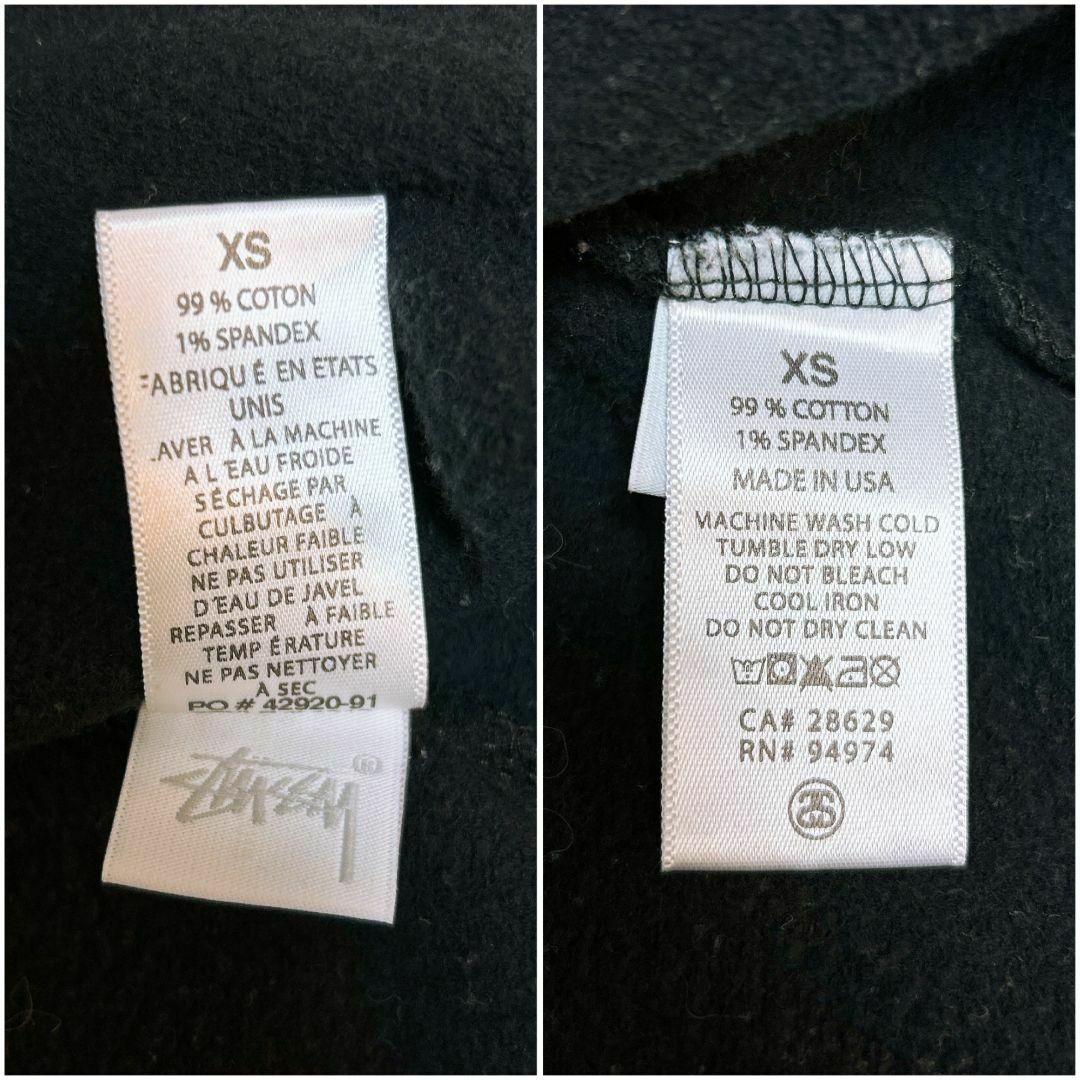 XS
99 % COTON
1% SPANDEX
FABRIQU É EN ÉTATS
UNIS
LAVER À LA MACHINE
A L'EAU FROIDE
SÉCHAGE PAR
CULBUTAGE À
CHALEUR FAIBLE
NE PAS UTILISER
D'EAU DE JAVEL
REPASSER À FAIBLE
TEMP ÉRATURE
NE PAS NETTOYER
A SEC
PO # 42920-91
STÜSSY ®
XS
99 % COTTON
1% SPANDEX
MADE IN USA
MACHINE WASH COLD
TUMBLE DRY LOW
DO NOT BLEACH
COOL IRON
DO NOT DRY CLEAN
CA# 28629
RN# 94974